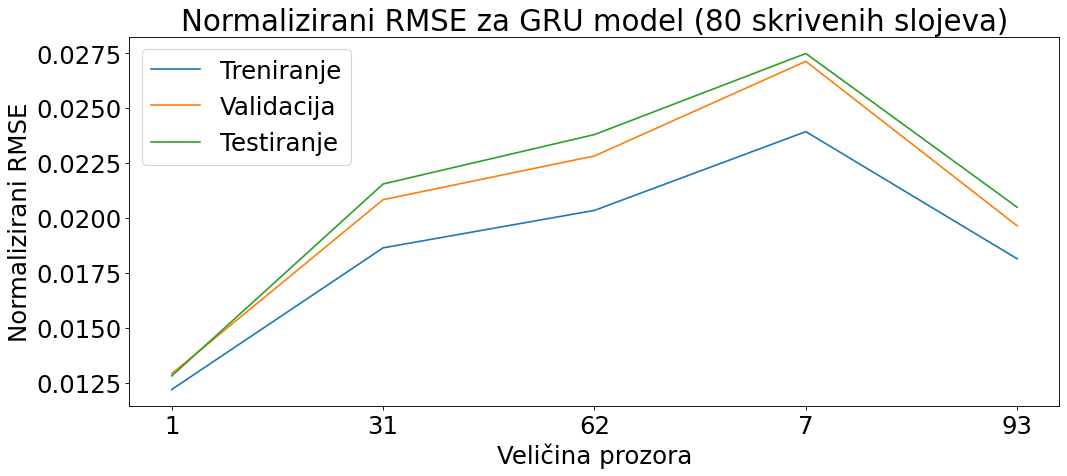 Normalizirani RMSE za GRU model (80 skrivenih slojeva)
Treniranje
Validacija
Testiranje
Normalizirani RMSE
0.0275
0.0250
0.0225
0.0200
0.0175
0.0150
0.0125
1 31 62 7 93
Veličina prozora